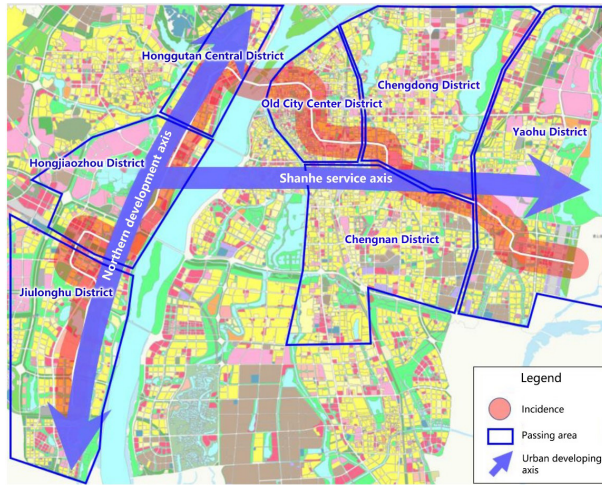 Honggutan Central District
Chengdong District
Old City Center District
Yaohu District
Hongjiaozhou District
Northern development axis
Shanhe service axis
Chengnan District
Jiulonghu District
Legend
Incidence
Passing area
Urban developing
axis